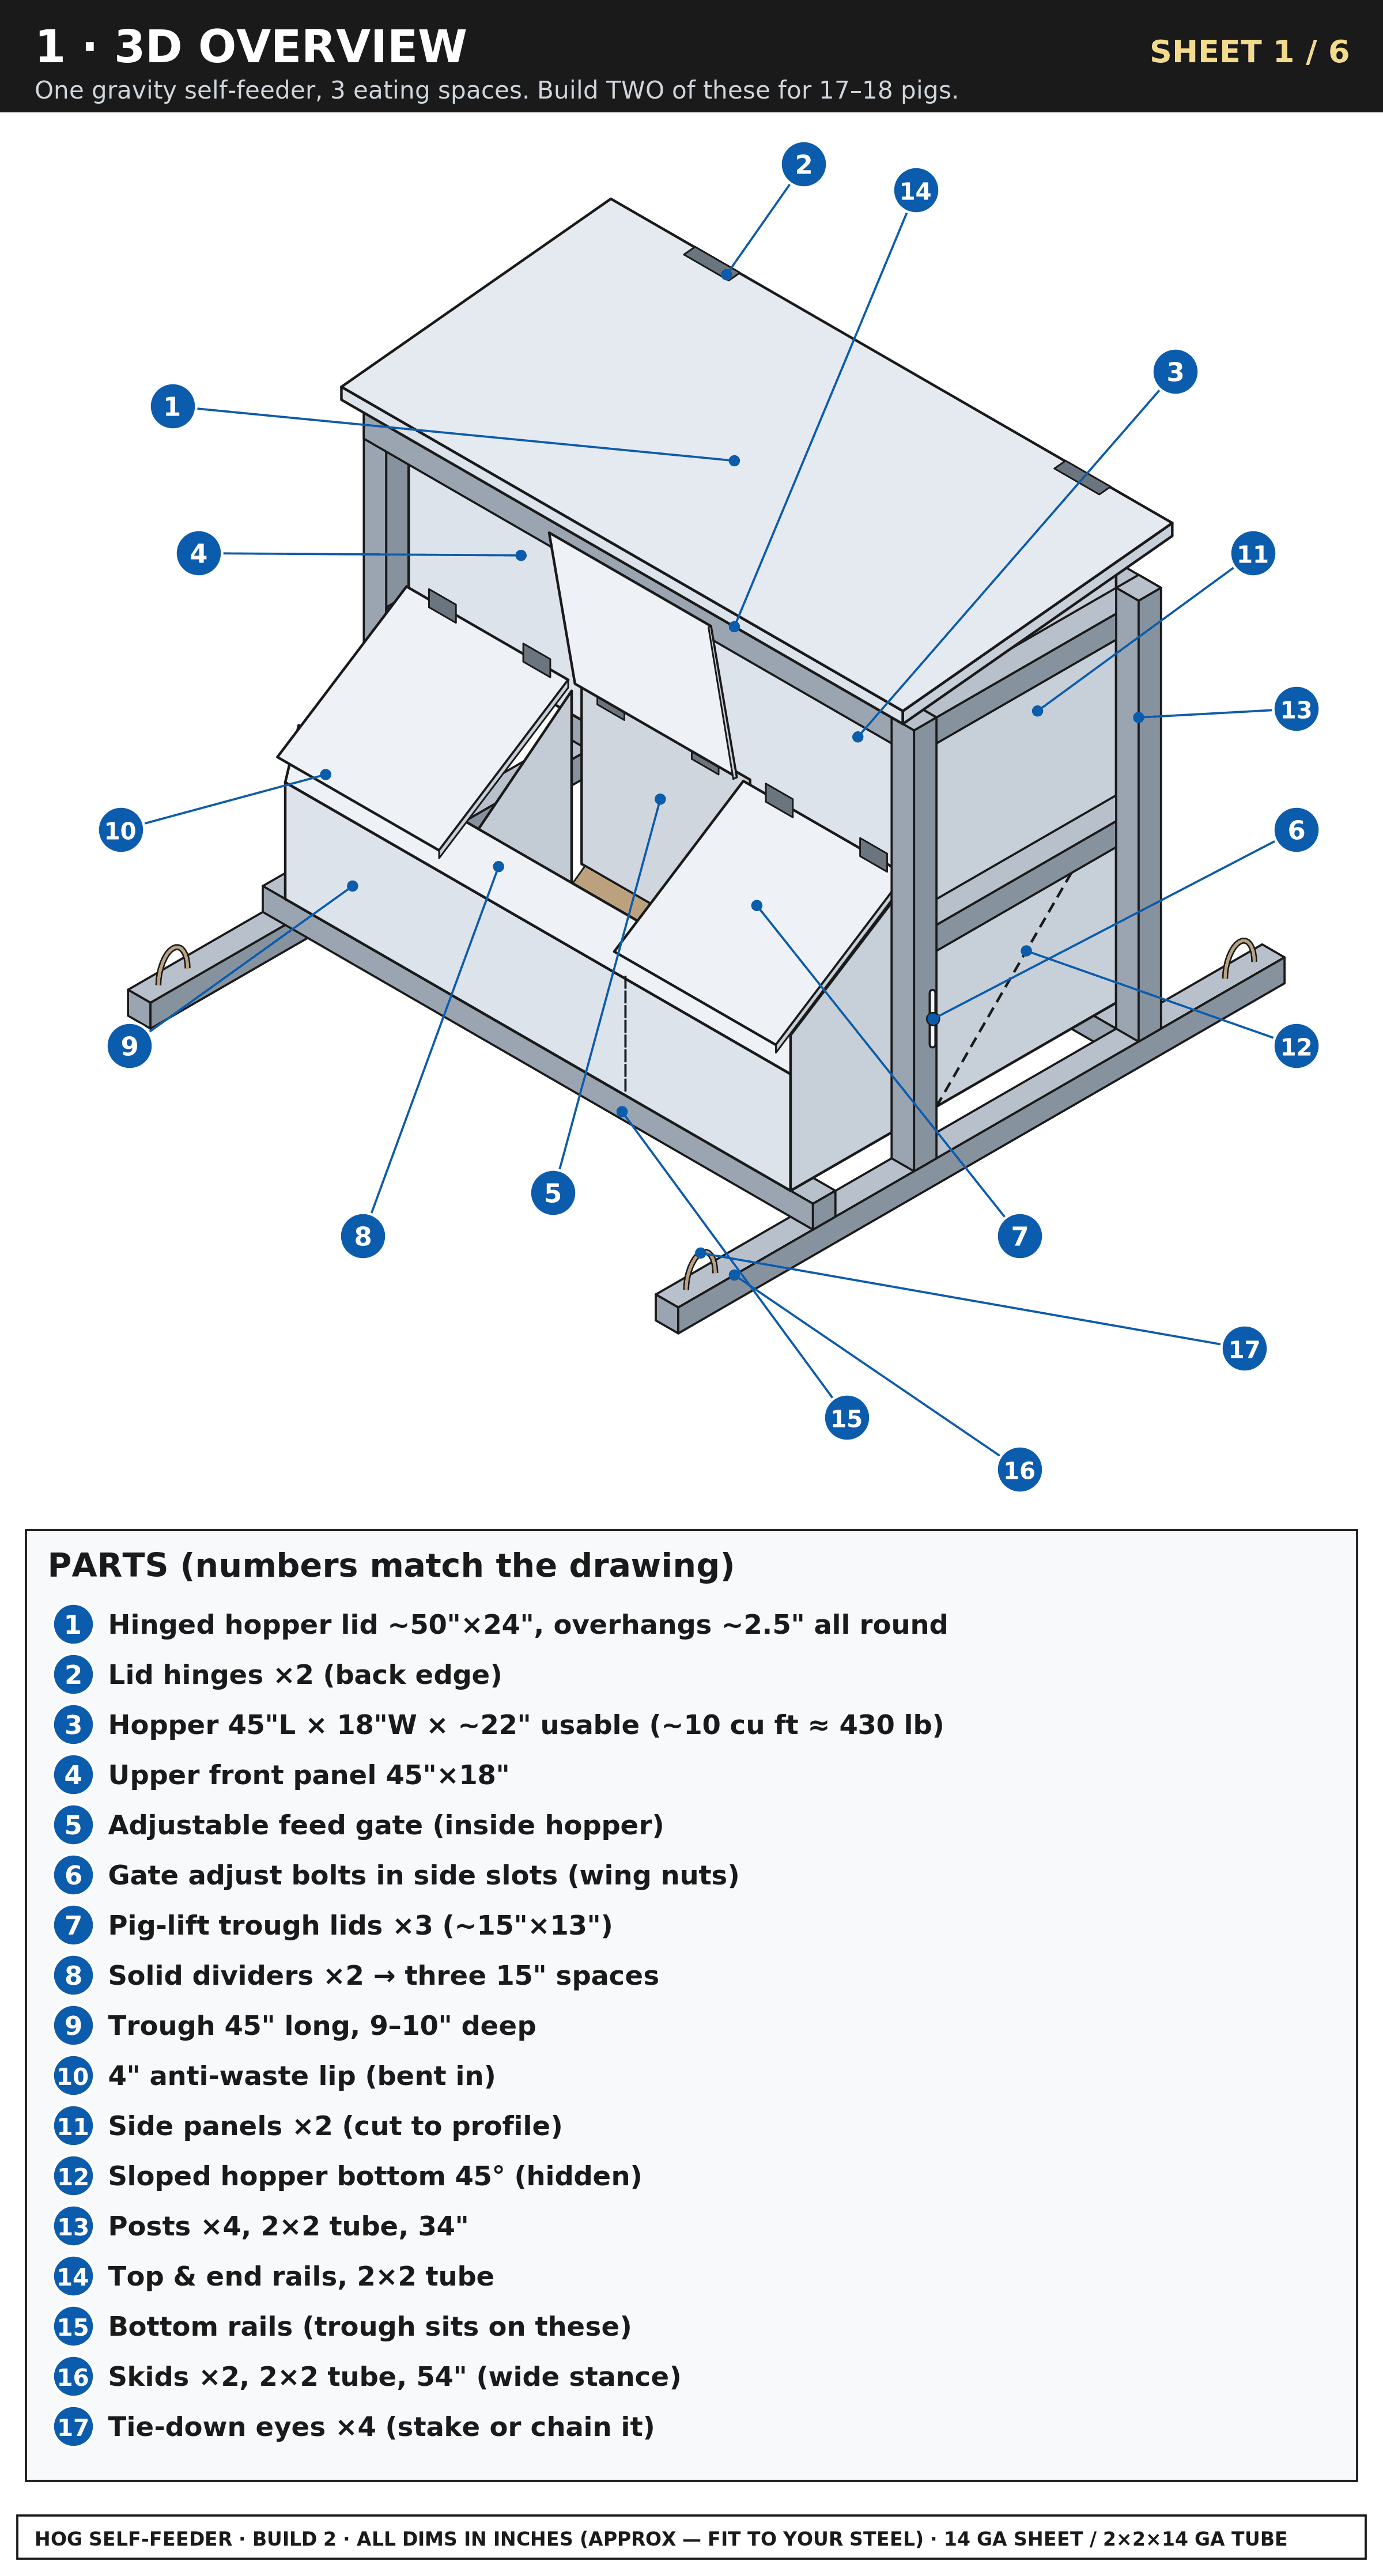 1 · 3D OVERVIEW
SHEET 1 / 6
One gravity self-feeder, 3 eating spaces. Build TWO of these for 17–18 pigs.
2
14
3
1
4
11
13
10
6
9
12
5
8
7
17
15
16
PARTS (numbers match the drawing)
1 Hinged hopper lid ~50"×24", overhangs ~2.5" all round
2 Lid hinges ×2 (back edge)
3 Hopper 45"L × 18"W × ~22" usable (~10 cu ft ≈ 430 lb)
4 Upper front panel 45"×18"
5 Adjustable feed gate (inside hopper)
6 Gate adjust bolts in side slots (wing nuts)
7 Pig-lift trough lids ×3 (~15"×13")
8 Solid dividers ×2 → three 15" spaces
9 Trough 45" long, 9–10" deep
10 4" anti-waste lip (bent in)
11 Side panels ×2 (cut to profile)
12 Sloped hopper bottom 45° (hidden)
13 Posts ×4, 2×2 tube, 34"
14 Top & end rails, 2×2 tube
15 Bottom rails (trough sits on these)
16 Skids ×2, 2×2 tube, 54" (wide stance)
17 Tie-down eyes ×4 (stake or chain it)
HOG SELF-FEEDER · BUILD 2 · ALL DIMS IN INCHES (APPROX — FIT TO YOUR STEEL) · 14 GA SHEET / 2×2×14 GA TUBE